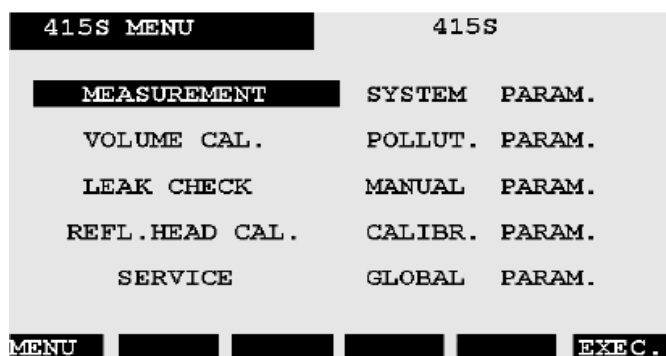 415S MENU 415S
MEASUREMENT SYSTEM PARAM.
VOLUME CAL. POLLUT. PARAM.
LEAK CHECK MANUAL PARAM.
REFL.HEAD CAL. CALIBR. PARAM.
SERVICE GLOBAL PARAM.
MENU EXEC.